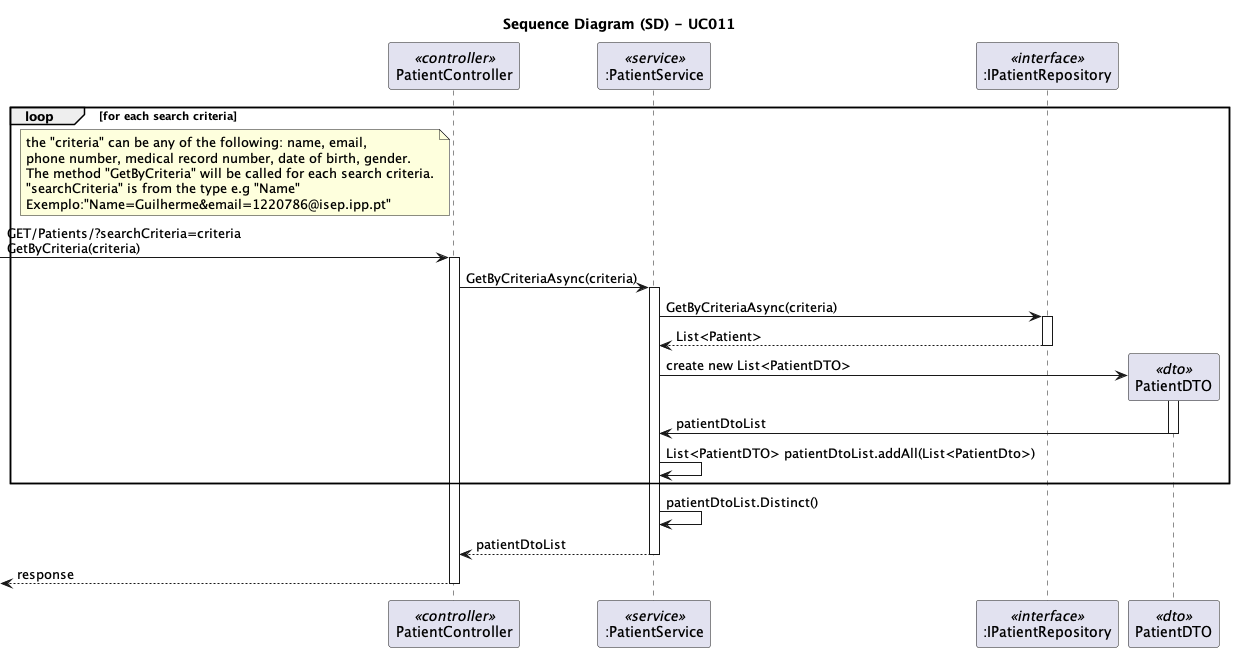 Sequence Diagram (SD) - UC011
«controller»
PatientController
«service»
:PatientService
«interface»
:IPatientRepository
loop
[for each search criteria]
the "criteria" can be any of the following: name, email,
phone number, medical record number, date of birth, gender.
The method "GetByCriteria" will be called for each search criteria.
"searchCriteria" is from the type e.g "Name"
Exemplo:"Name=Guilherme&email=1220786@isep.ipp.pt"
GET/Patients/?searchCriteria=criteria
GetByCriteria(criteria)
GetByCriteriaAsync(criteria)
GetByCriteriaAsync(criteria)
List<Patient>
create new List<PatientDTO>
«dto»
PatientDTO
patientDtoList
List<PatientDTO> patientDtoList.addAll(List<PatientDto>)
patientDtoList.Distinct()
patientDtoList
response
«controller»
PatientController
«service»
:PatientService
«interface»
:IPatientRepository
«dto»
PatientDTO